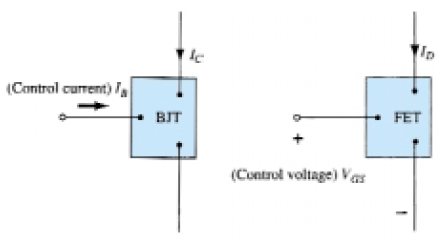 I_C
(Control current) I_B
BJT
I_D
FET
+
(Control voltage) V_GS
−